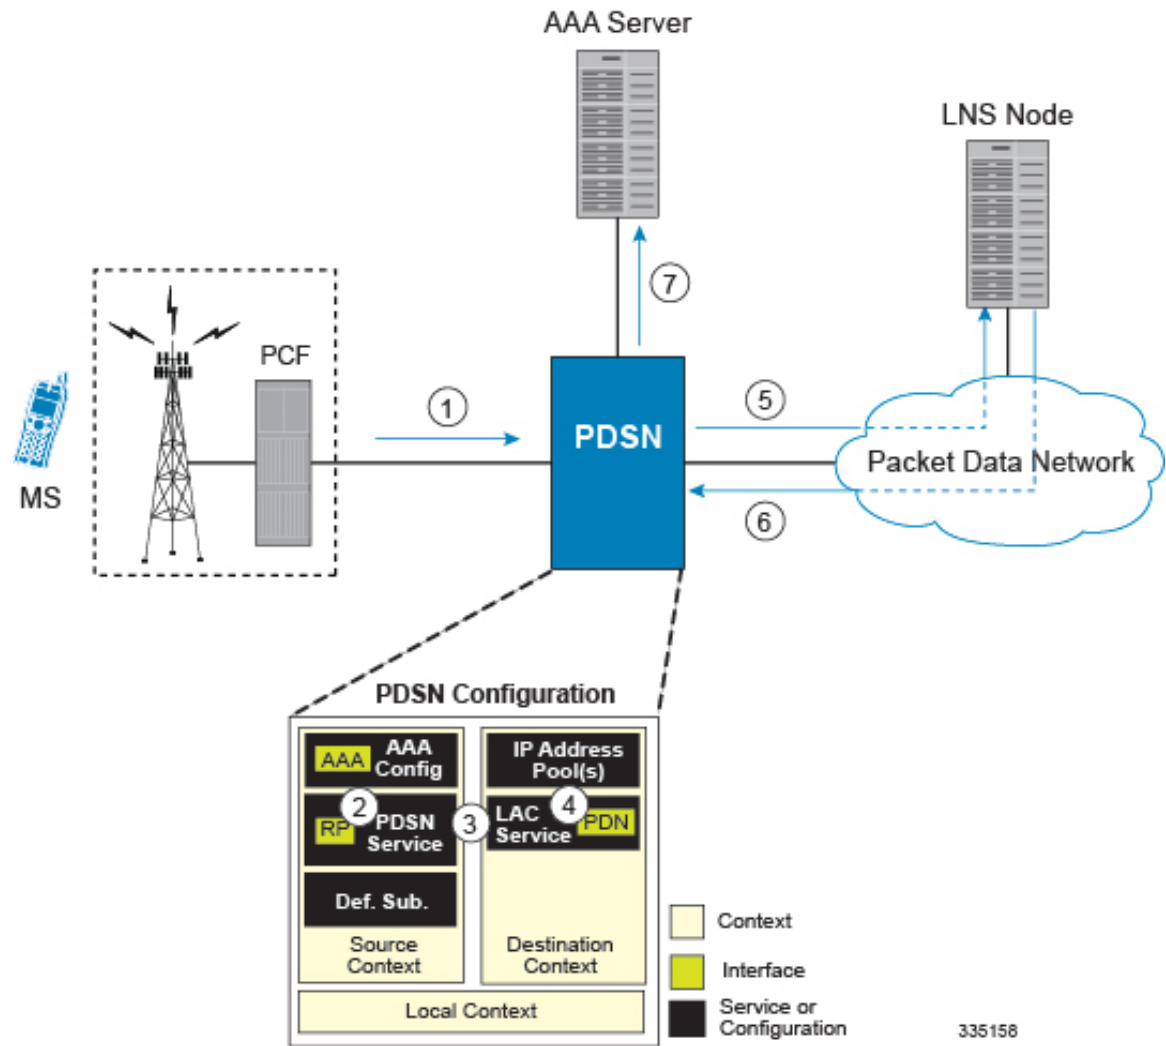 AAA Server
LNS Node
7
PCF
1
5
PDSN
Packet Data Network
MS
6
PDSN Configuration
AAA
AAA
Config
IP Address
Pool(s)
2
3
4
RP
PDSN
Service
LAC
Service
PDN
Def. Sub.
Source
Context
Destination
Context
Local Context
Context
Interface
Service or
Configuration
335158